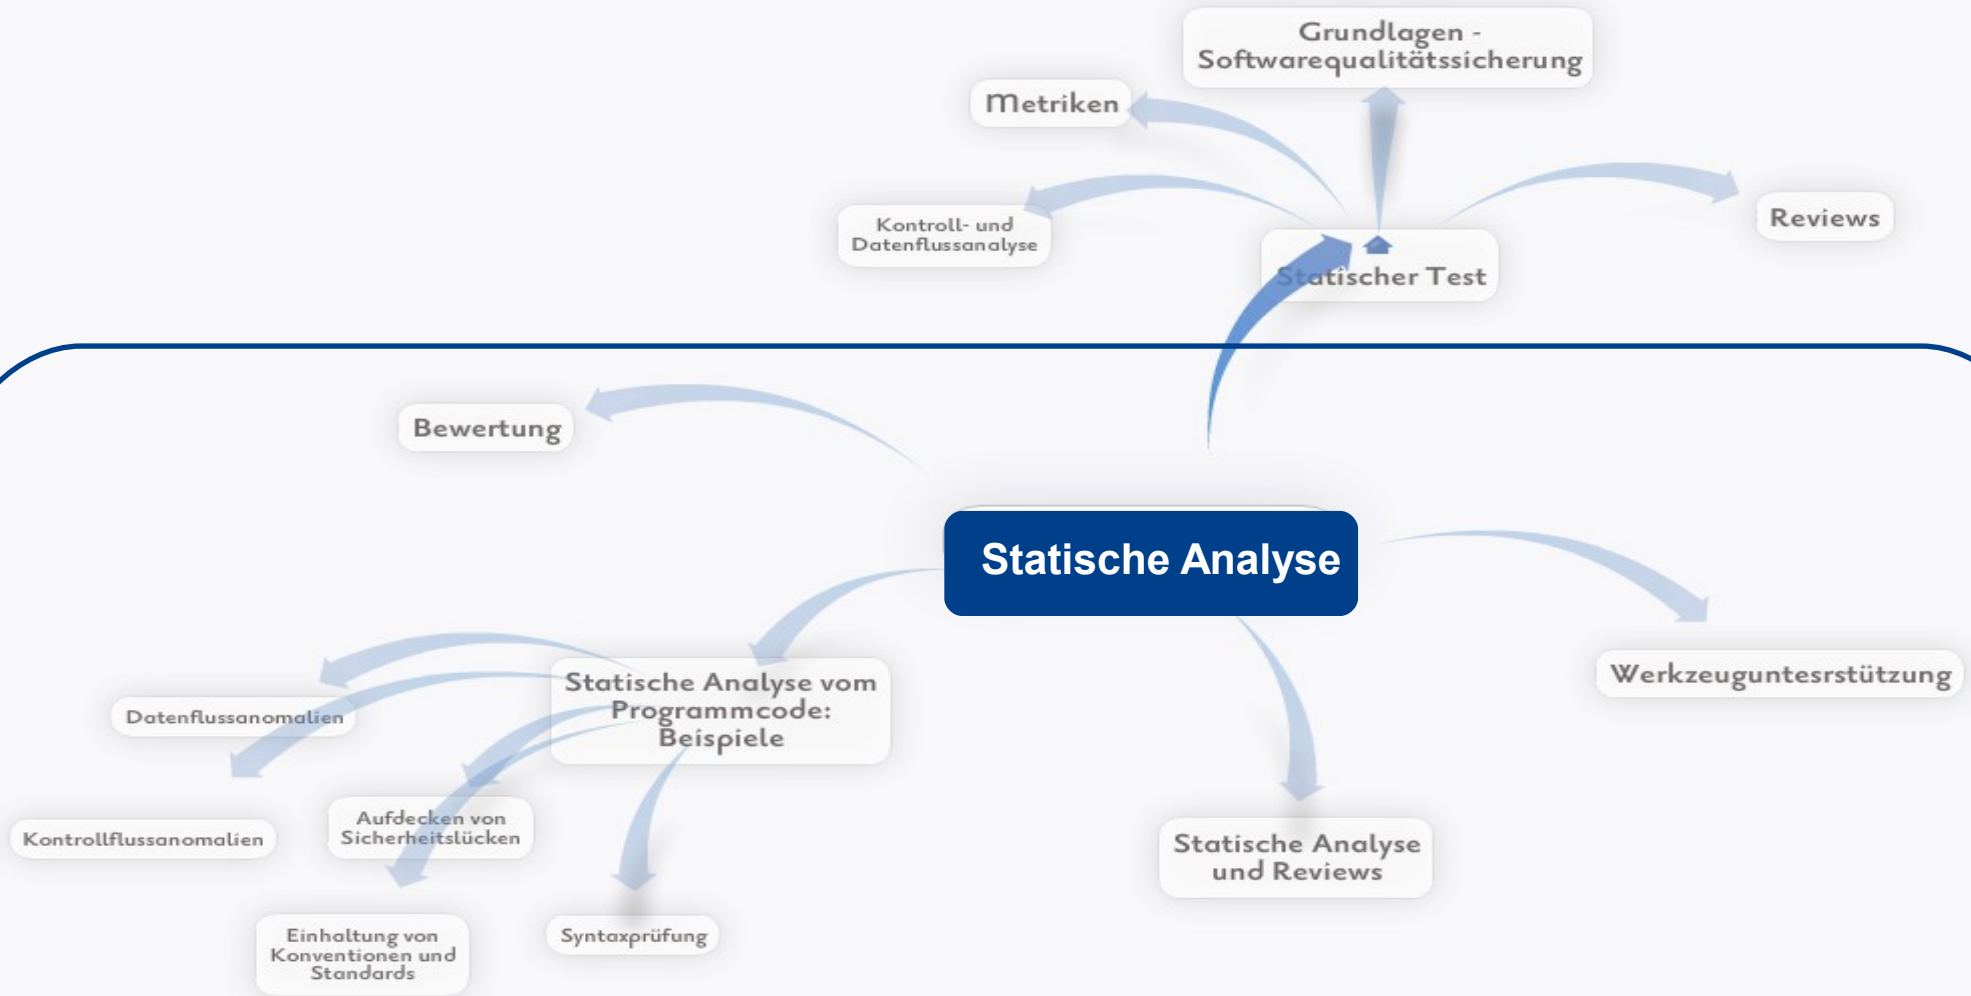 Grundlagen -
Softwarequalitätssicherung
Metriken
Kontroll- und
Datenflussanalyse
Reviews
Statischer Test
Bewertung
Statische Analyse
Werkzeuguntesrstützung
Statische Analyse vom
Programmcode:
Beispiele
Datenflussanomalien
Kontrollflussanomalien
Aufdecken von
Sicherheitslücken
Einhaltung von
Konventionen und
Standards
Syntaxprüfung
Statische Analyse
und Reviews